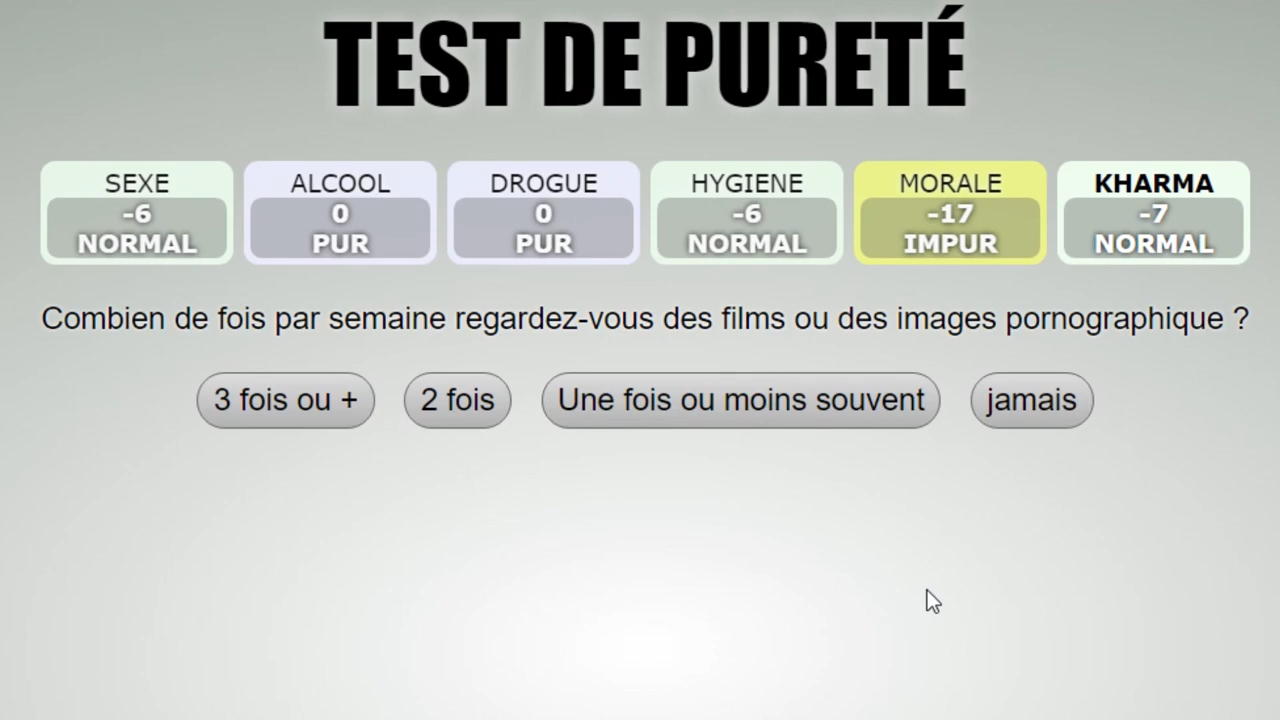 TEST DE PURETÉ
SEXE ALCOOL DROGUE HYGIENE MORALE KHARMA
-6 0 0 -6 -17 -7
NORMAL PUR PUR NORMAL IMPUR NORMAL
Combien de fois par semaine regardez-vous des films ou des images pornographique ?
3 fois ou + 2 fois Une fois ou moins souvent jamais